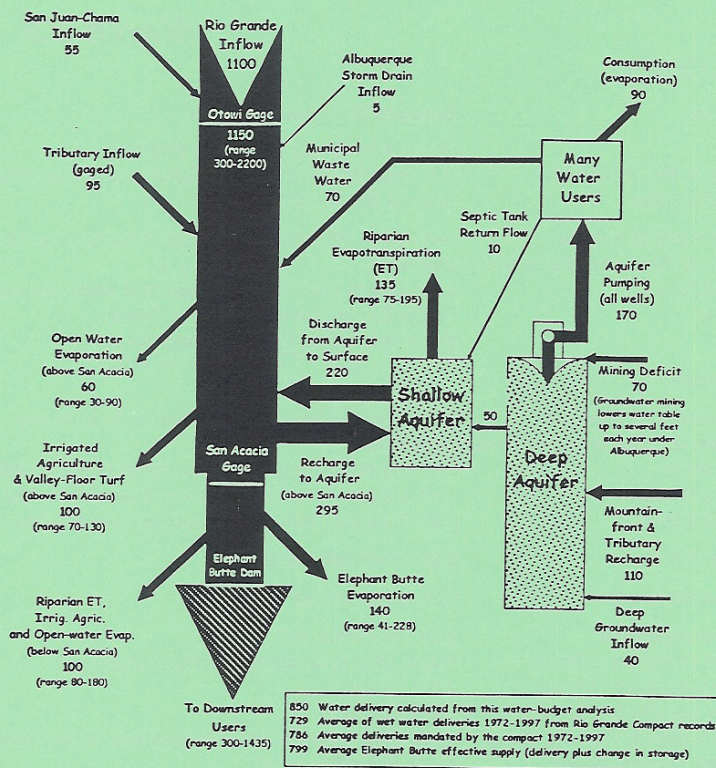 San Juan-Chama
Inflow
55
Rio Grande
Inflow
1100
Otowi Gage
1150
(range
300-2200)
Albuquerque
Storm Drain
Inflow
5
Consumption
(evaporation)
90
Tributary Inflow
(gaged)
95
Municipal
Waste
Water
70
Many
Water
Users
Septic Tank
Return Flow
10
Riparian
Evapotranspiration
(ET)
135
(range 75-195)
Aquifer
Pumping
(all wells)
170
Open Water
Evaporation
(above San Acacia)
60
(range 30-90)
Discharge
from Aquifer
to Surface
220
Shallow
Aquifer
50
Mining Deficit
70
(Groundwater mining
lowers water table
up to several feet
each year under
Albuquerque)
Irrigated
Agriculture
& Valley-Floor Turf
(above San Acacia)
100
(range 70-130)
San Acacia
Gage
Recharge
to Aquifer
(above San Acacia)
295
Deep
Aquifer
Mountain-
front &
Tributary
Recharge
110
Elephant
Butte Dam
Elephant Butte
Evaporation
140
(range 41-228)
Deep
Groundwater
Inflow
40
Riparian ET,
Irrig. Agric.
and Open-water Evap.
(below San Acacia)
100
(range 80-180)
To Downstream
Users
(range 300-1435)
850 Water delivery calculated from this water-budget analysis
729 Average of wet water deliveries 1972-1997 from Rio Grande Compact records
786 Average deliveries mandated by the compact 1972-1997
799 Average Elephant Butte effective supply (delivery plus change in storage)